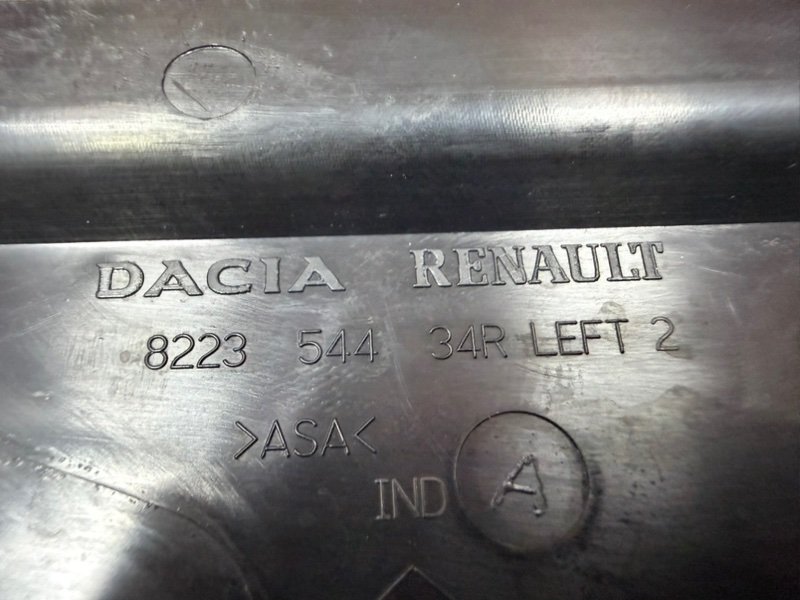 DACIA RENAULT
8223 544 34R LEFT 2
>ASA<
IND A